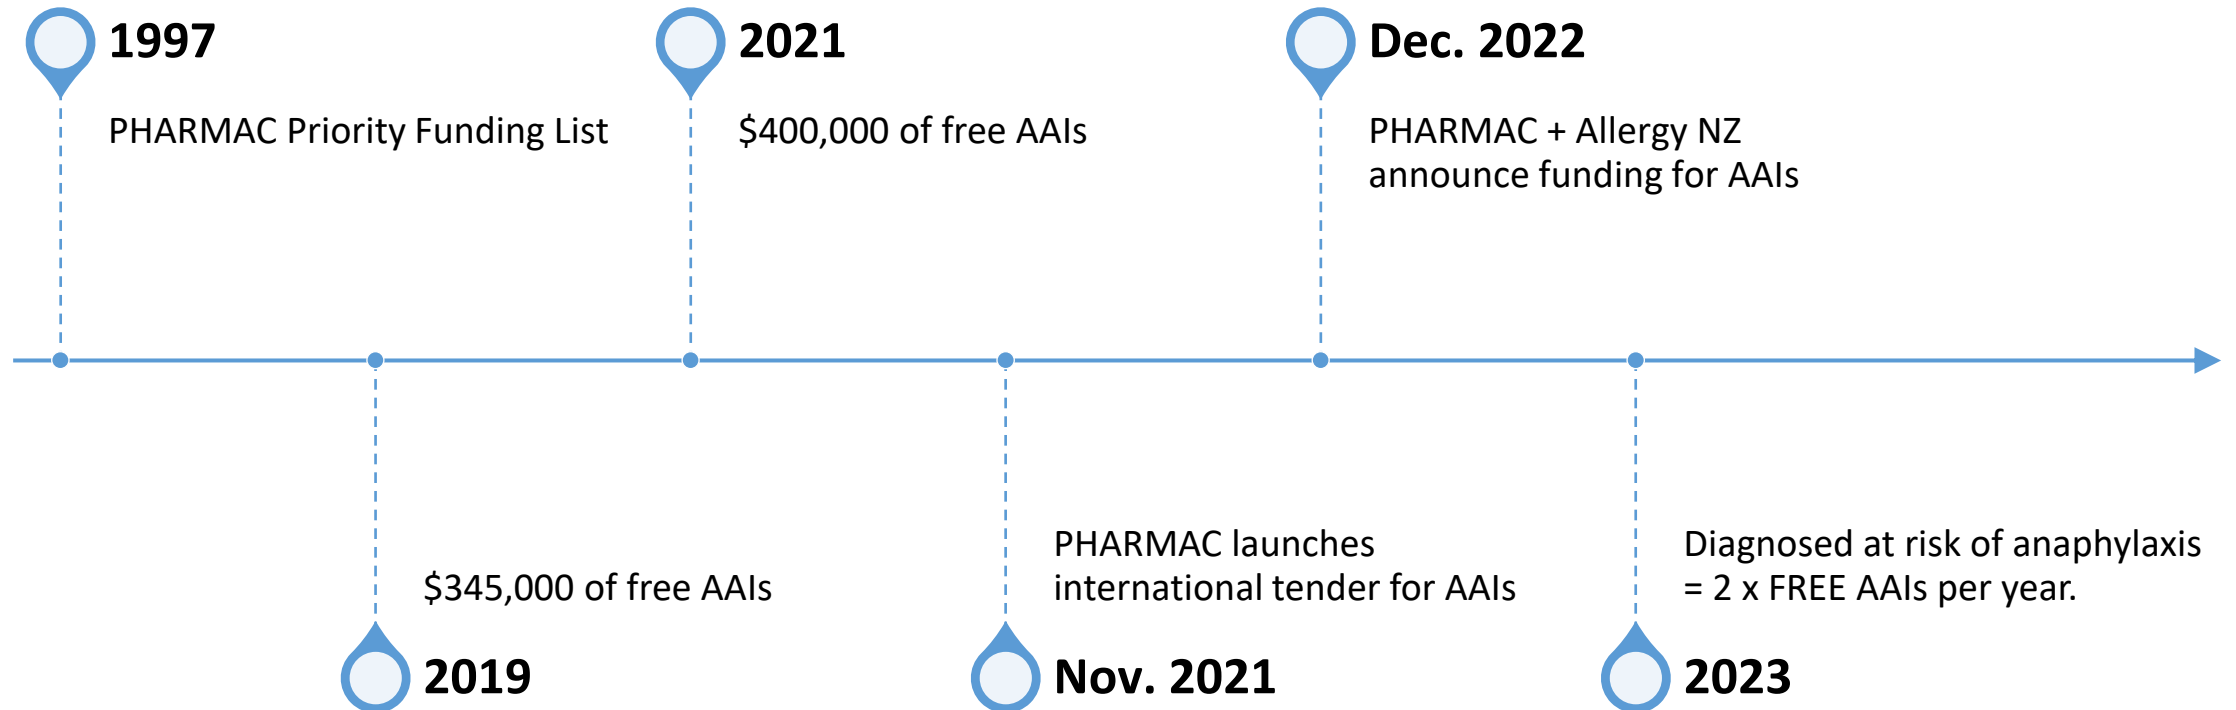 1997
PHARMAC Priority Funding List
2019
$345,000 of free AAIs
2021
$400,000 of free AAIs
Nov. 2021
PHARMAC launches
international tender for AAIs
Dec. 2022
PHARMAC + Allergy NZ
announce funding for AAIs
2023
Diagnosed at risk of anaphylaxis
= 2 x FREE AAIs per year.